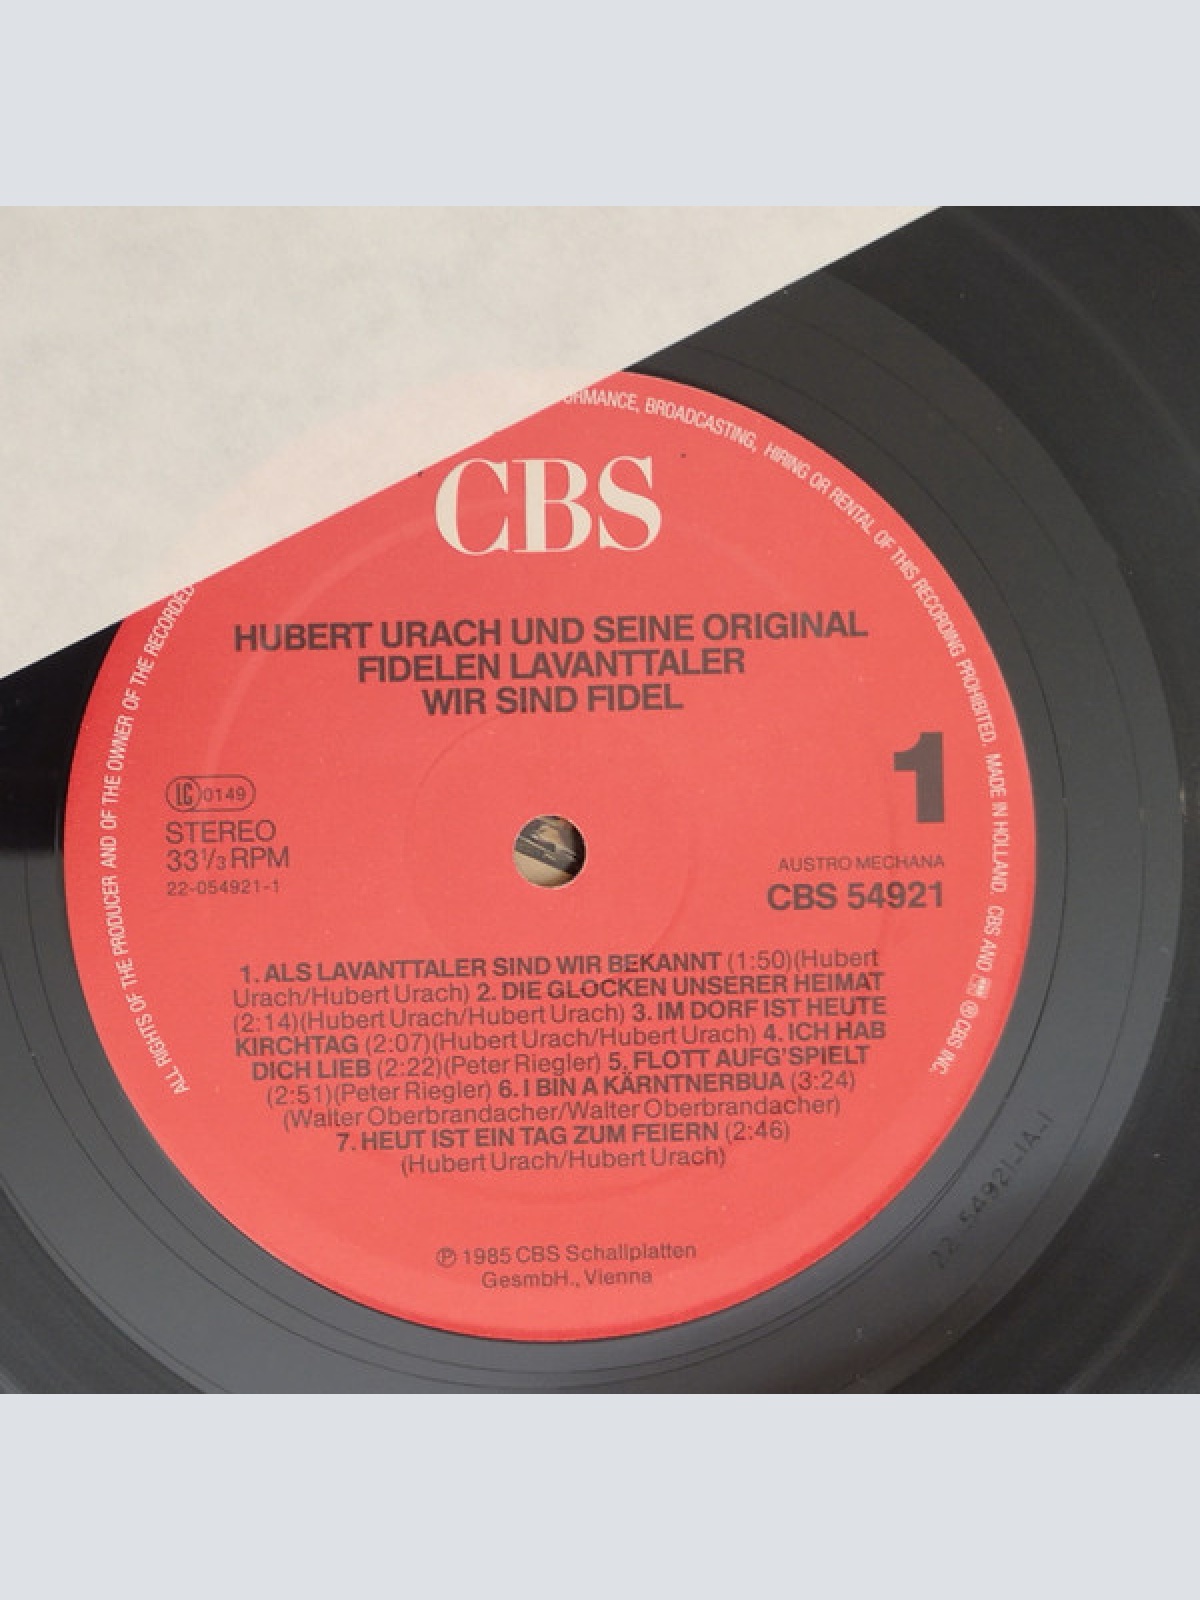 CBS
HUBERT URACH UND SEINE ORIGINAL
FIDELEN LAVANTTALER
WIR SIND FIDEL
1
LC 0149
STEREO
33 1/3 RPM
22-054921-1
AUSTRO MECHANA
CBS 54921
1. ALS LAVANTTALER SIND WIR BEKANNT (1:50)(Hubert
Urach/Hubert Urach) 2. DIE GLOCKEN UNSERER HEIMAT
(2:14)(Hubert Urach/Hubert Urach) 3. IM DORF IST HEUTE
KIRCHTAG (2:07)(Hubert Urach/Hubert Urach) 4. ICH HAB
DICH LIEB (2:22)(Peter Riegler) 5. FLOTT AUFG'SPIELT
(2:51)(Peter Riegler) 6. I BIN A KÄRNTNERBUA (3:24)
(Walter Oberbrandacher/Walter Oberbrandacher)
7. HEUT IST EIN TAG ZUM FEIERN (2:46)
(Hubert Urach/Hubert Urach)
℗ 1985 CBS Schallplatten
GesmbH., Vienna
ALL RIGHTS OF THE PRODUCER AND OF THE OWNER OF THE RECORDED
BROADCASTING, HIRING OR RENTAL OF THIS RECORDING PROHIBITED. MADE IN HOLLAND. CBS AND ® CBS INC.